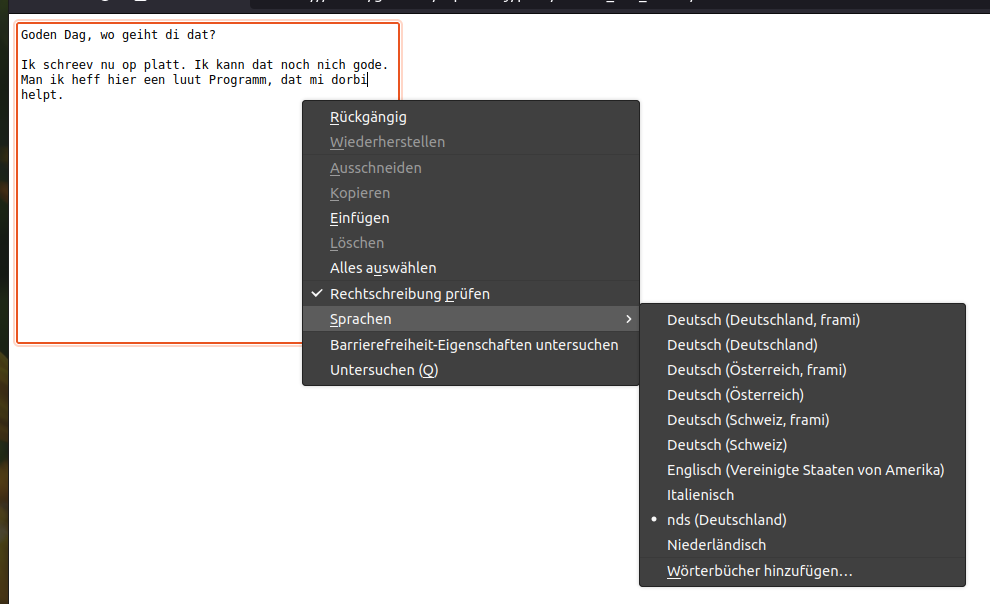 Goden Dag, wo geiht di dat?
Ik schreev nu op platt. Ik kann dat noch nich gode.
Man ik heff hier een luut Programm, dat mi dorbi
helpt.
Rückgängig
Wiederherstellen
Ausschneiden
Kopieren
Einfügen
Löschen
Alles auswählen
Rechtschreibung prüfen
Sprachen
Barrierefreiheit-Eigenschaften untersuchen
Untersuchen (Q)
Deutsch (Deutschland, frami)
Deutsch (Deutschland)
Deutsch (Österreich, frami)
Deutsch (Österreich)
Deutsch (Schweiz, frami)
Deutsch (Schweiz)
Englisch (Vereinigte Staaten von Amerika)
Italienisch
nds (Deutschland)
Niederländisch
Wörterbücher hinzufügen…